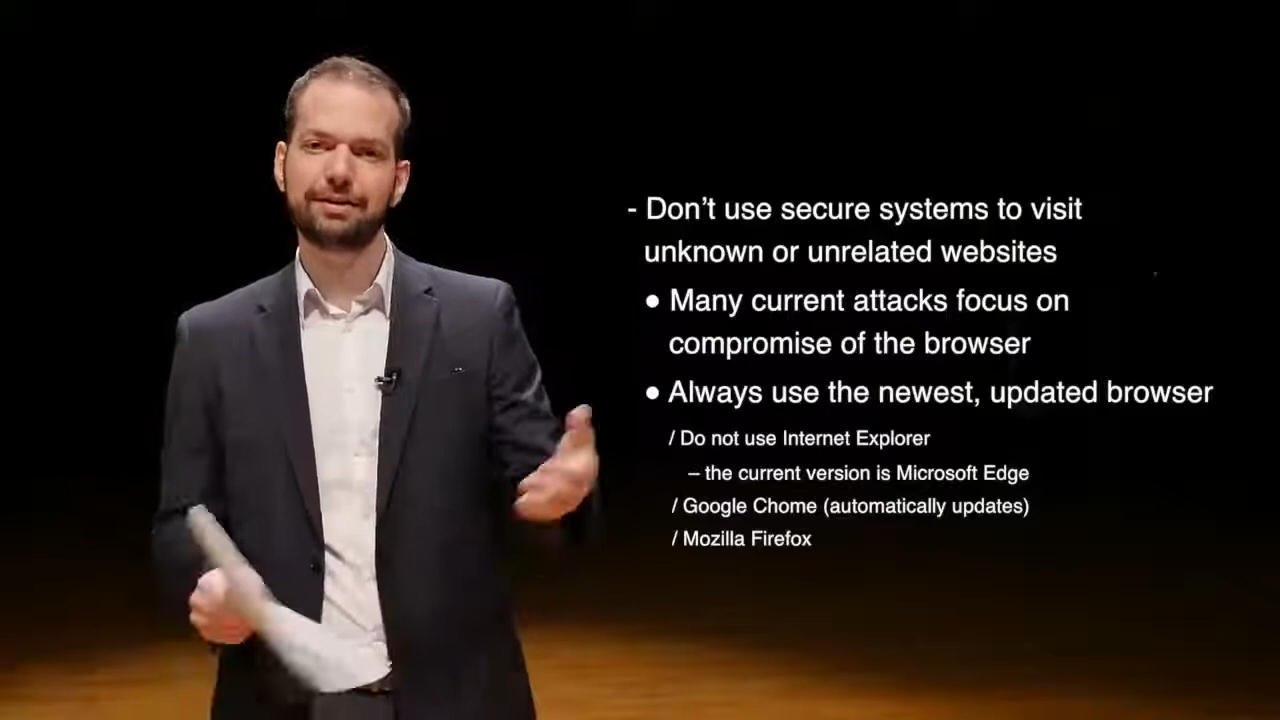 - Don't use secure systems to visit
unknown or unrelated websites
● Many current attacks focus on
compromise of the browser
● Always use the newest, updated browser
/ Do not use Internet Explorer
– the current version is Microsoft Edge
/ Google Chome (automatically updates)
/ Mozilla Firefox